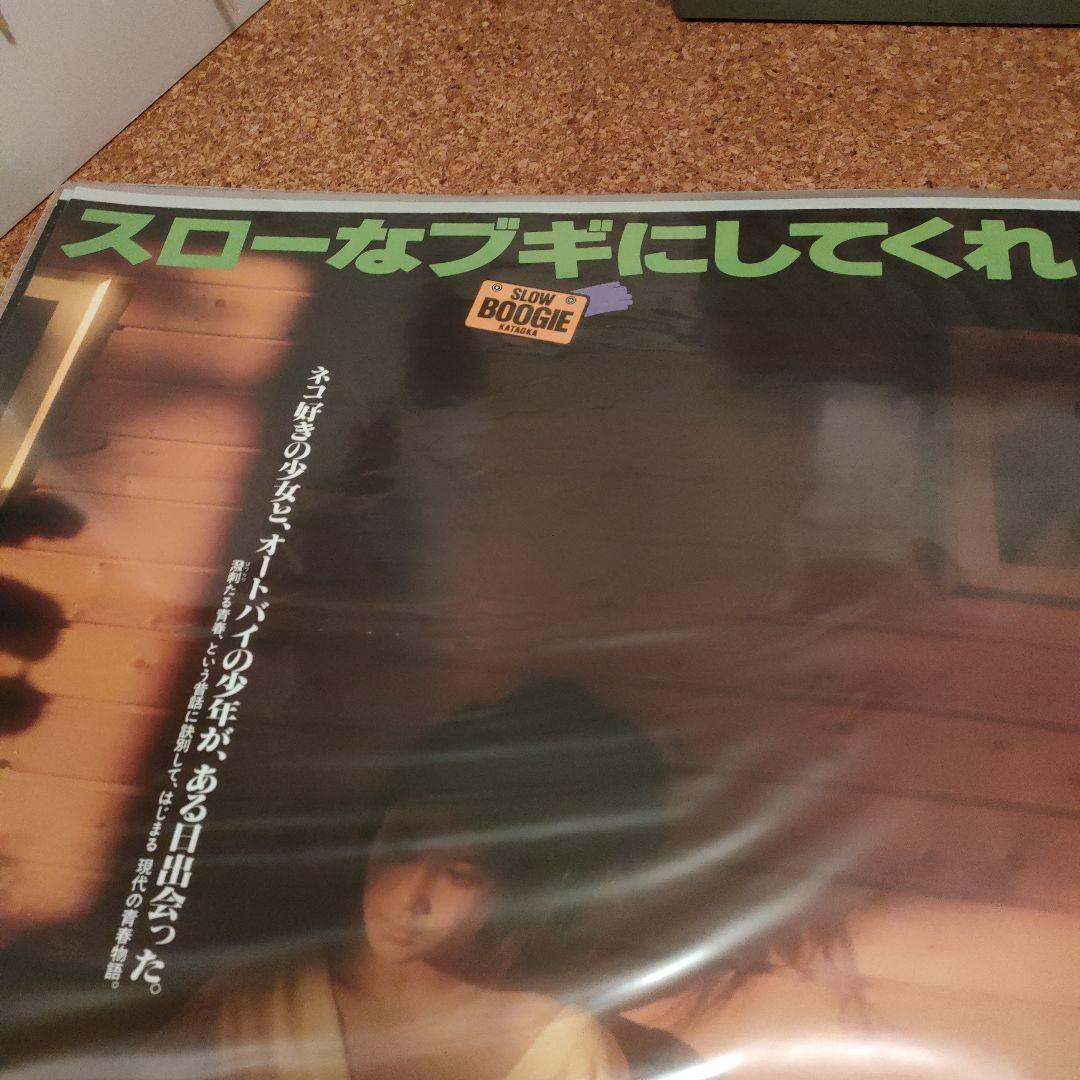 スローなブギにしてくれ
SLOW
BOOGIE
KATAOKA
ネコ好きの少女と、オートバイの少年が、ある日出会った。
潑剌たる青春、という昔話に訣別して、はじまる 現代の青春物語。